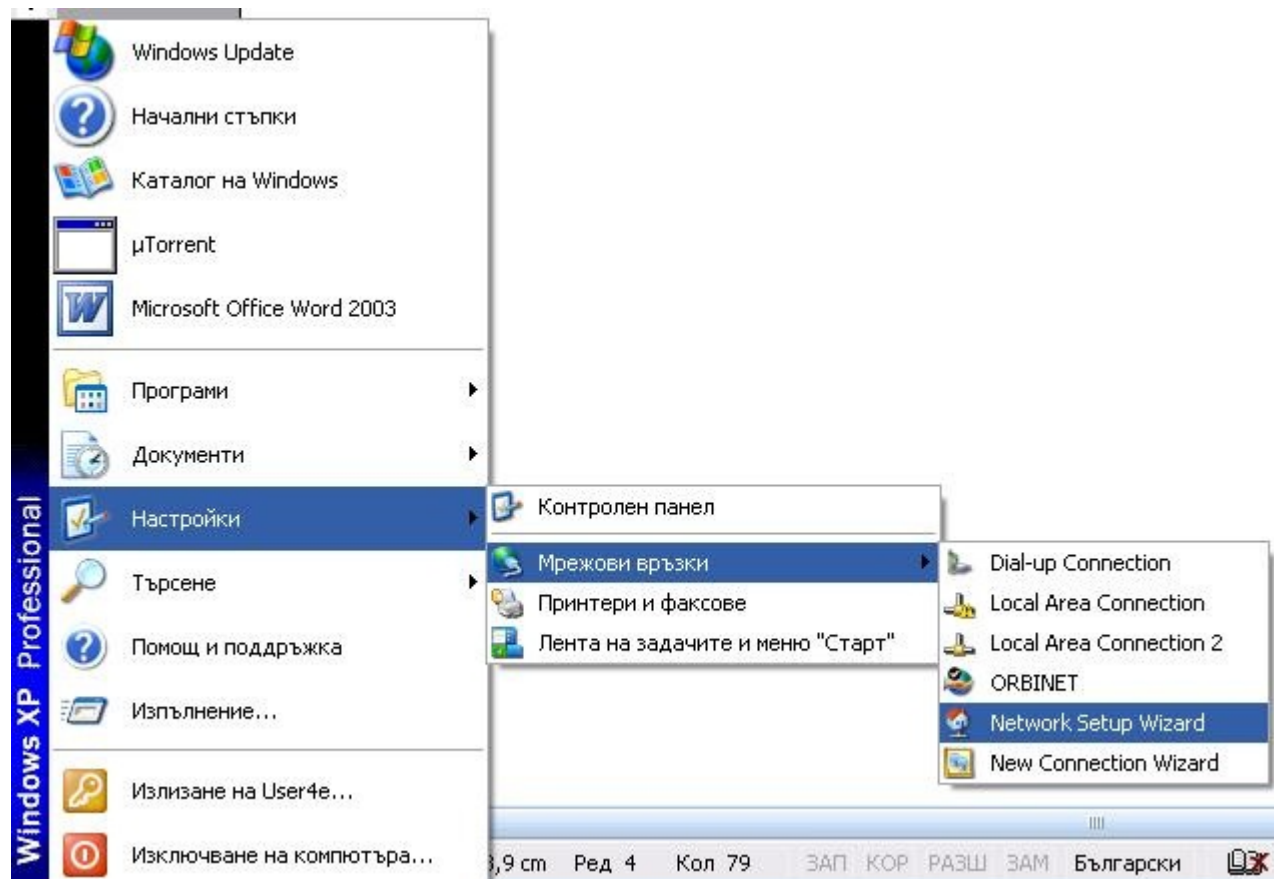 Windows Update
Начални стъпки
Каталог на Windows
µTorrent
Microsoft Office Word 2003
Програми
Документи
Настройки
Търсене
Помощ и поддръжка
Изпълнение...
Излизане на User4e...
Изключване на компютъра...
Windows XP Professional
Контролен панел
Мрежови връзки
Принтери и факсове
Лента на задачите и меню "Старт"
Dial-up Connection
Local Area Connection
Local Area Connection 2
ORBINET
Network Setup Wizard
New Connection Wizard
,9 cm Ред 4 Кол 79 ЗАП КОР РАЗШ ЗАМ Български